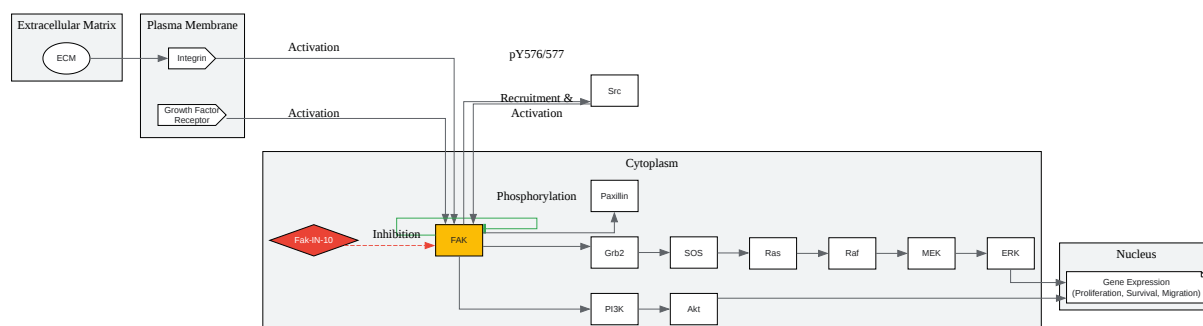 Extracellular Matrix
Plasma Membrane
ECM
Integrin
Activation
pY576/577
Growth Factor
Receptor
Activation
Recruitment &
Activation
Src
Cytoplasm
Phosphorylation
Paxillin
Fak-IN-10
Inhibition
FAK
Grb2
SOS
Ras
Raf
MEK
ERK
Nucleus
Gene Expression
(Proliferation, Survival, Migration)
PI3K
Akt